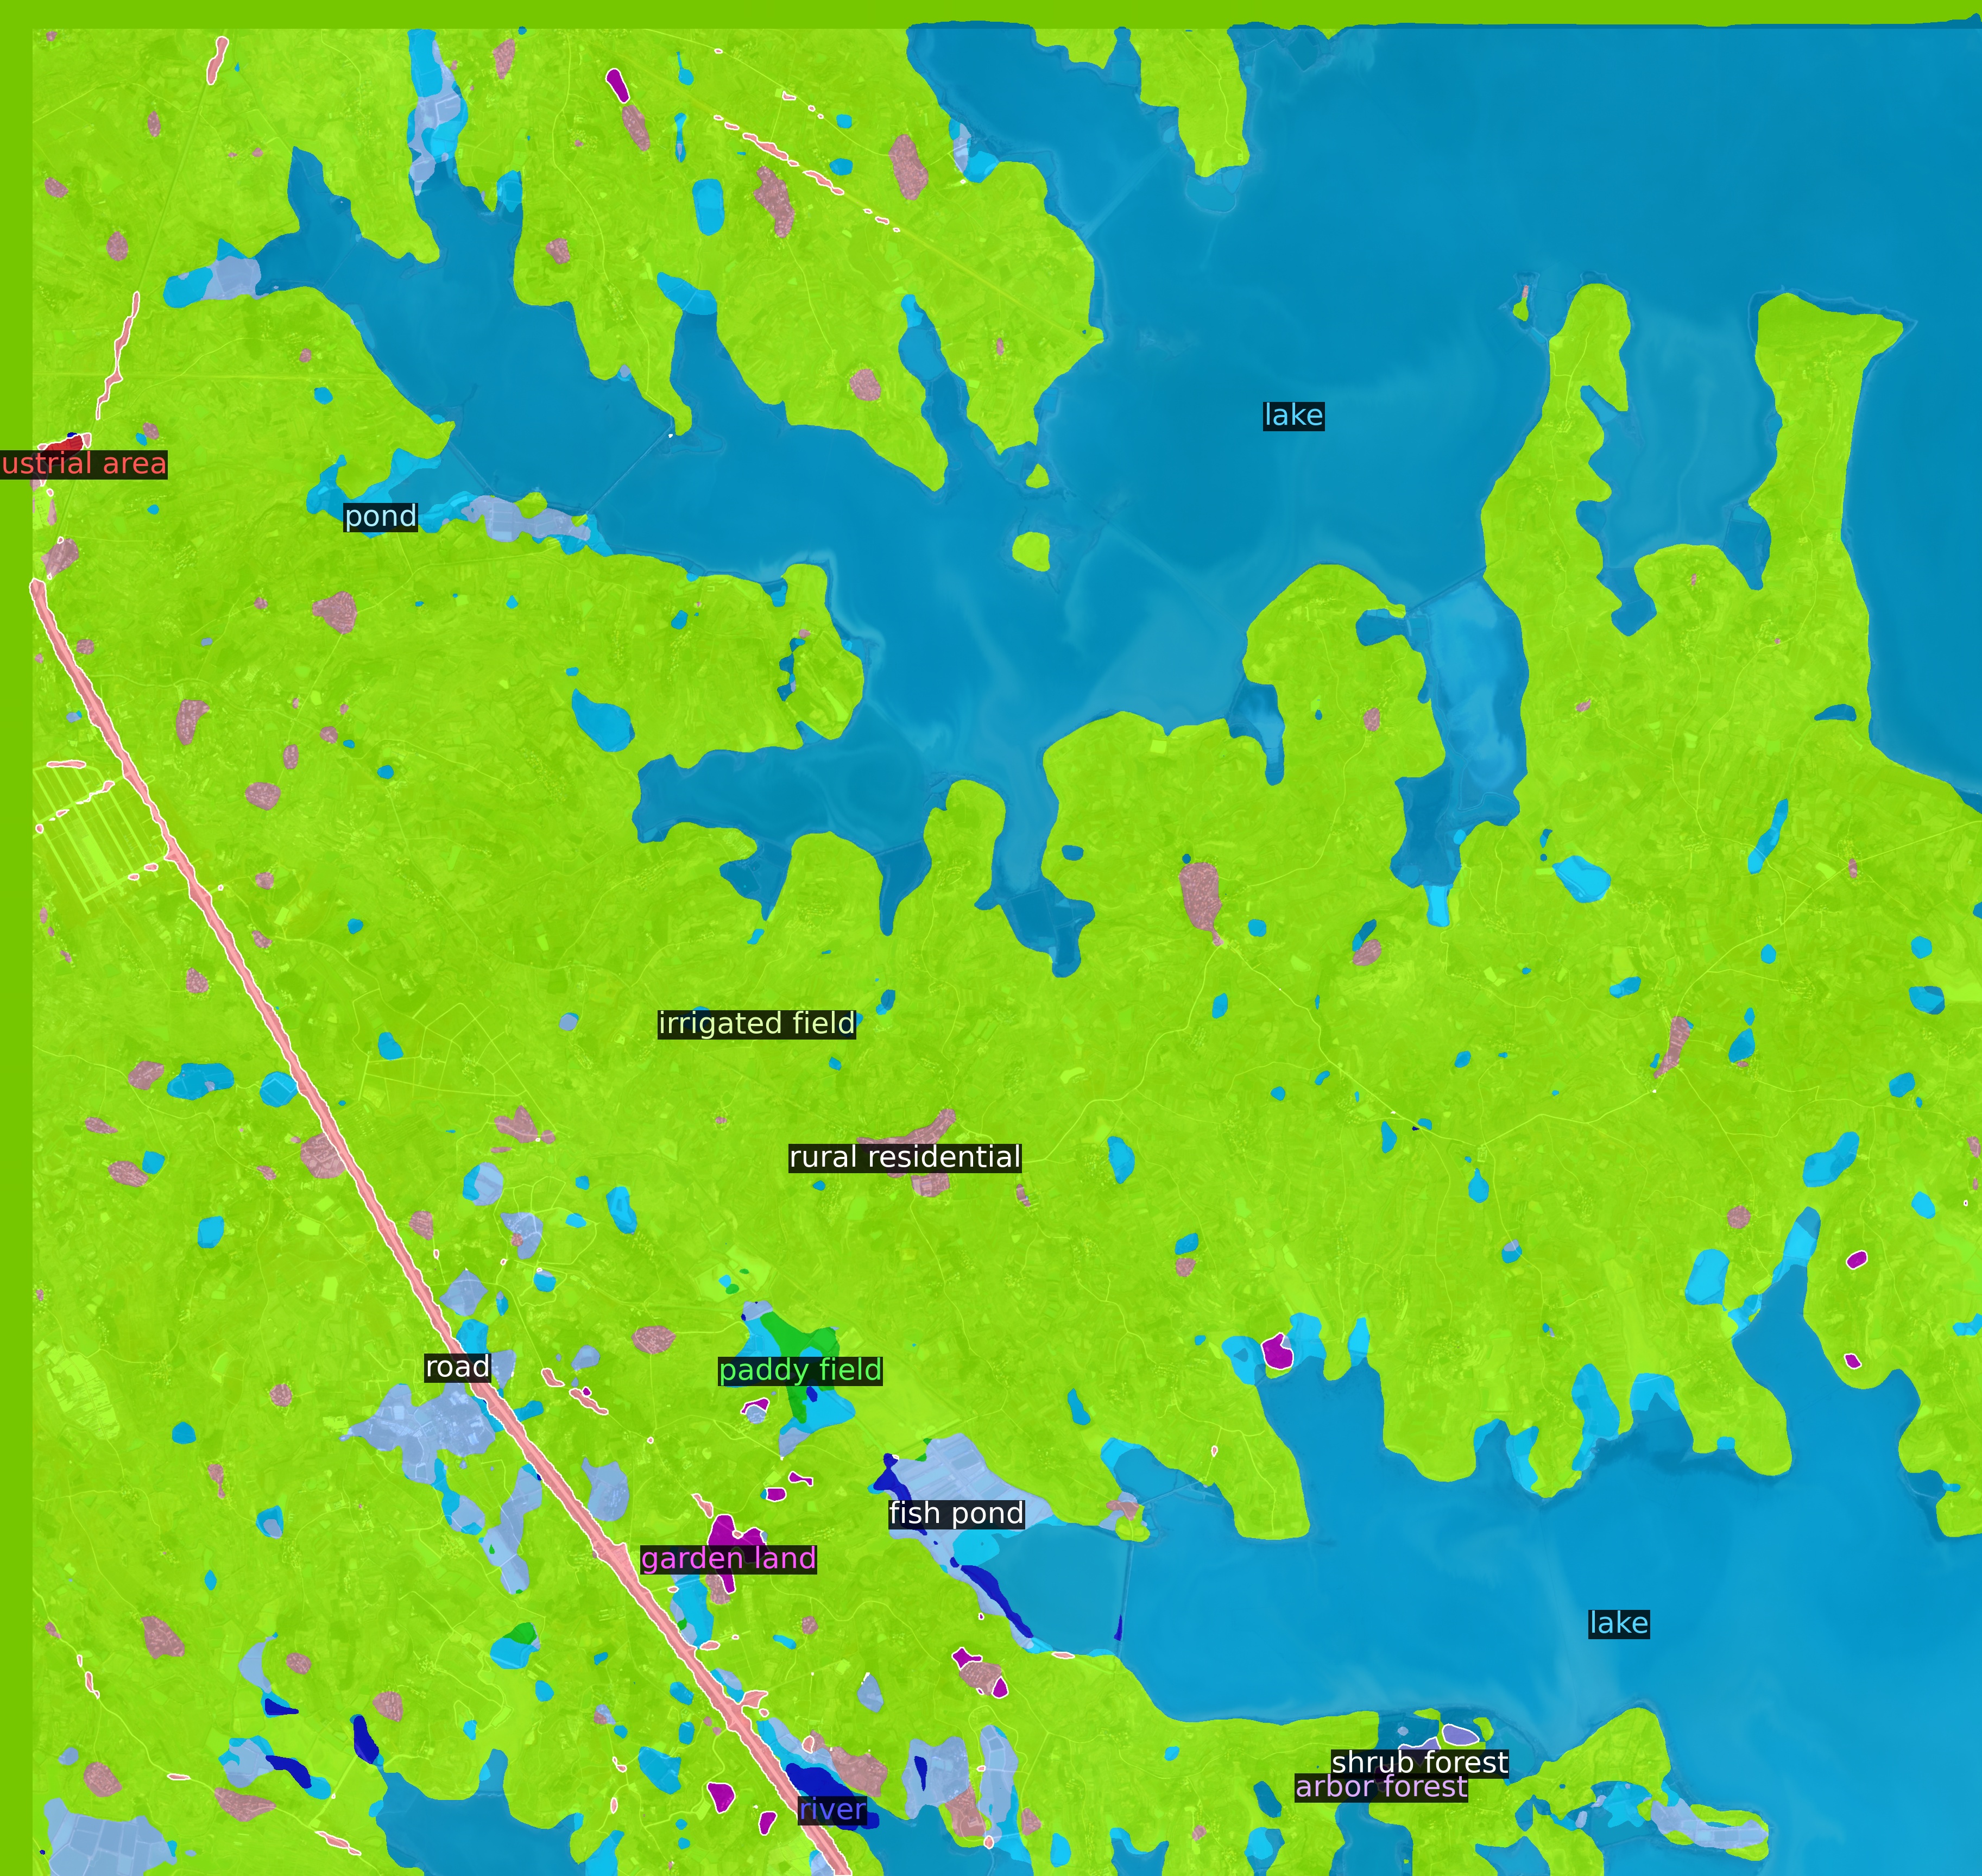 lake
ustrial area
pond
irrigated field
rural residential
road
paddy field
fish pond
garden land
lake
shrub forest
arbor forest
river